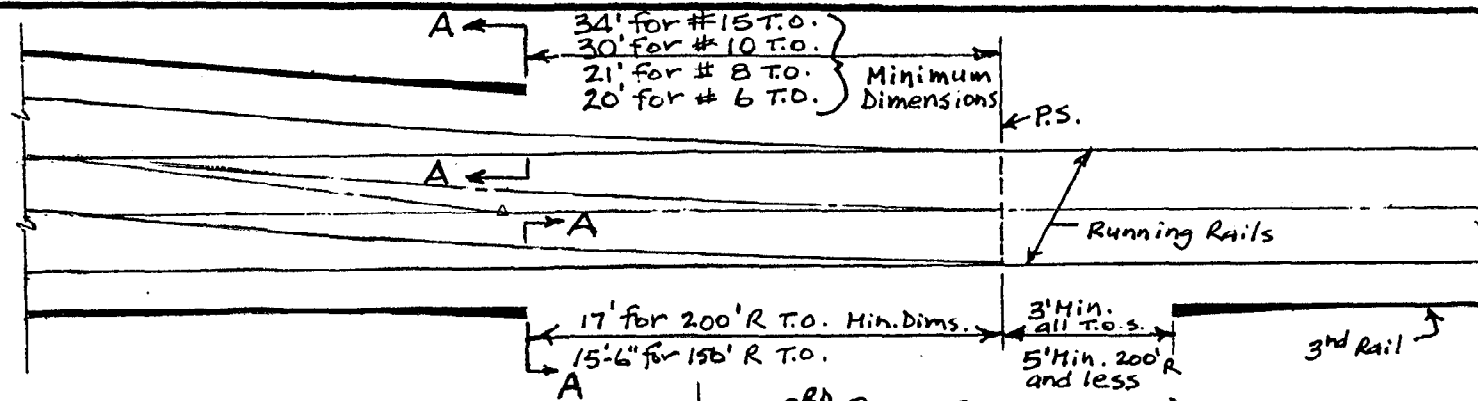 A
34' for #15 T.O.
30' for # 10 T.O.
21' for # 8 T.O.
20' for # 6 T.O.
Minimum
Dimensions
P.S.
A
A
Running Rails
17' for 200'R T.O. Min. Dims.
15'-6" for 150' R T.O.
A
3' Min.
all T.O.s.
5' Min. 200'R
and less
3rd Rail
3RD